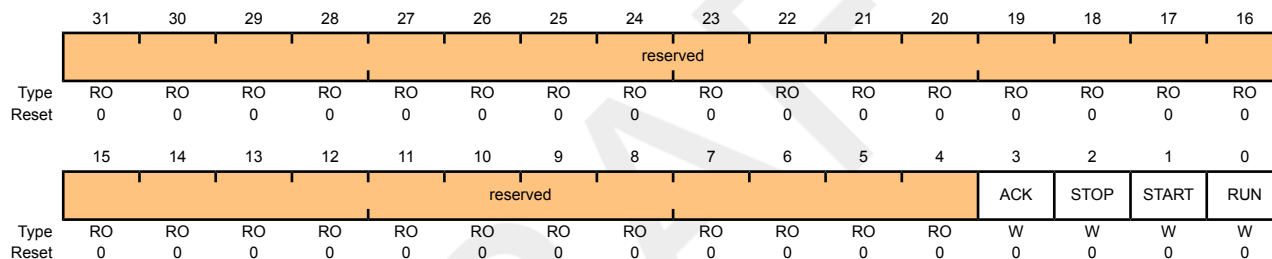 31 30 29 28 27 26 25 24 23 22 21 20 19 18 17 16
reserved
Type RO RO RO RO RO RO RO RO RO RO RO RO RO RO RO RO
Reset 0 0 0 0 0 0 0 0 0 0 0 0 0 0 0 0
15 14 13 12 11 10 9 8 7 6 5 4 3 2 1 0
reserved ACK STOP START RUN
Type RO RO RO RO RO RO RO RO RO RO RO RO W W W W
Reset 0 0 0 0 0 0 0 0 0 0 0 0 0 0 0 0